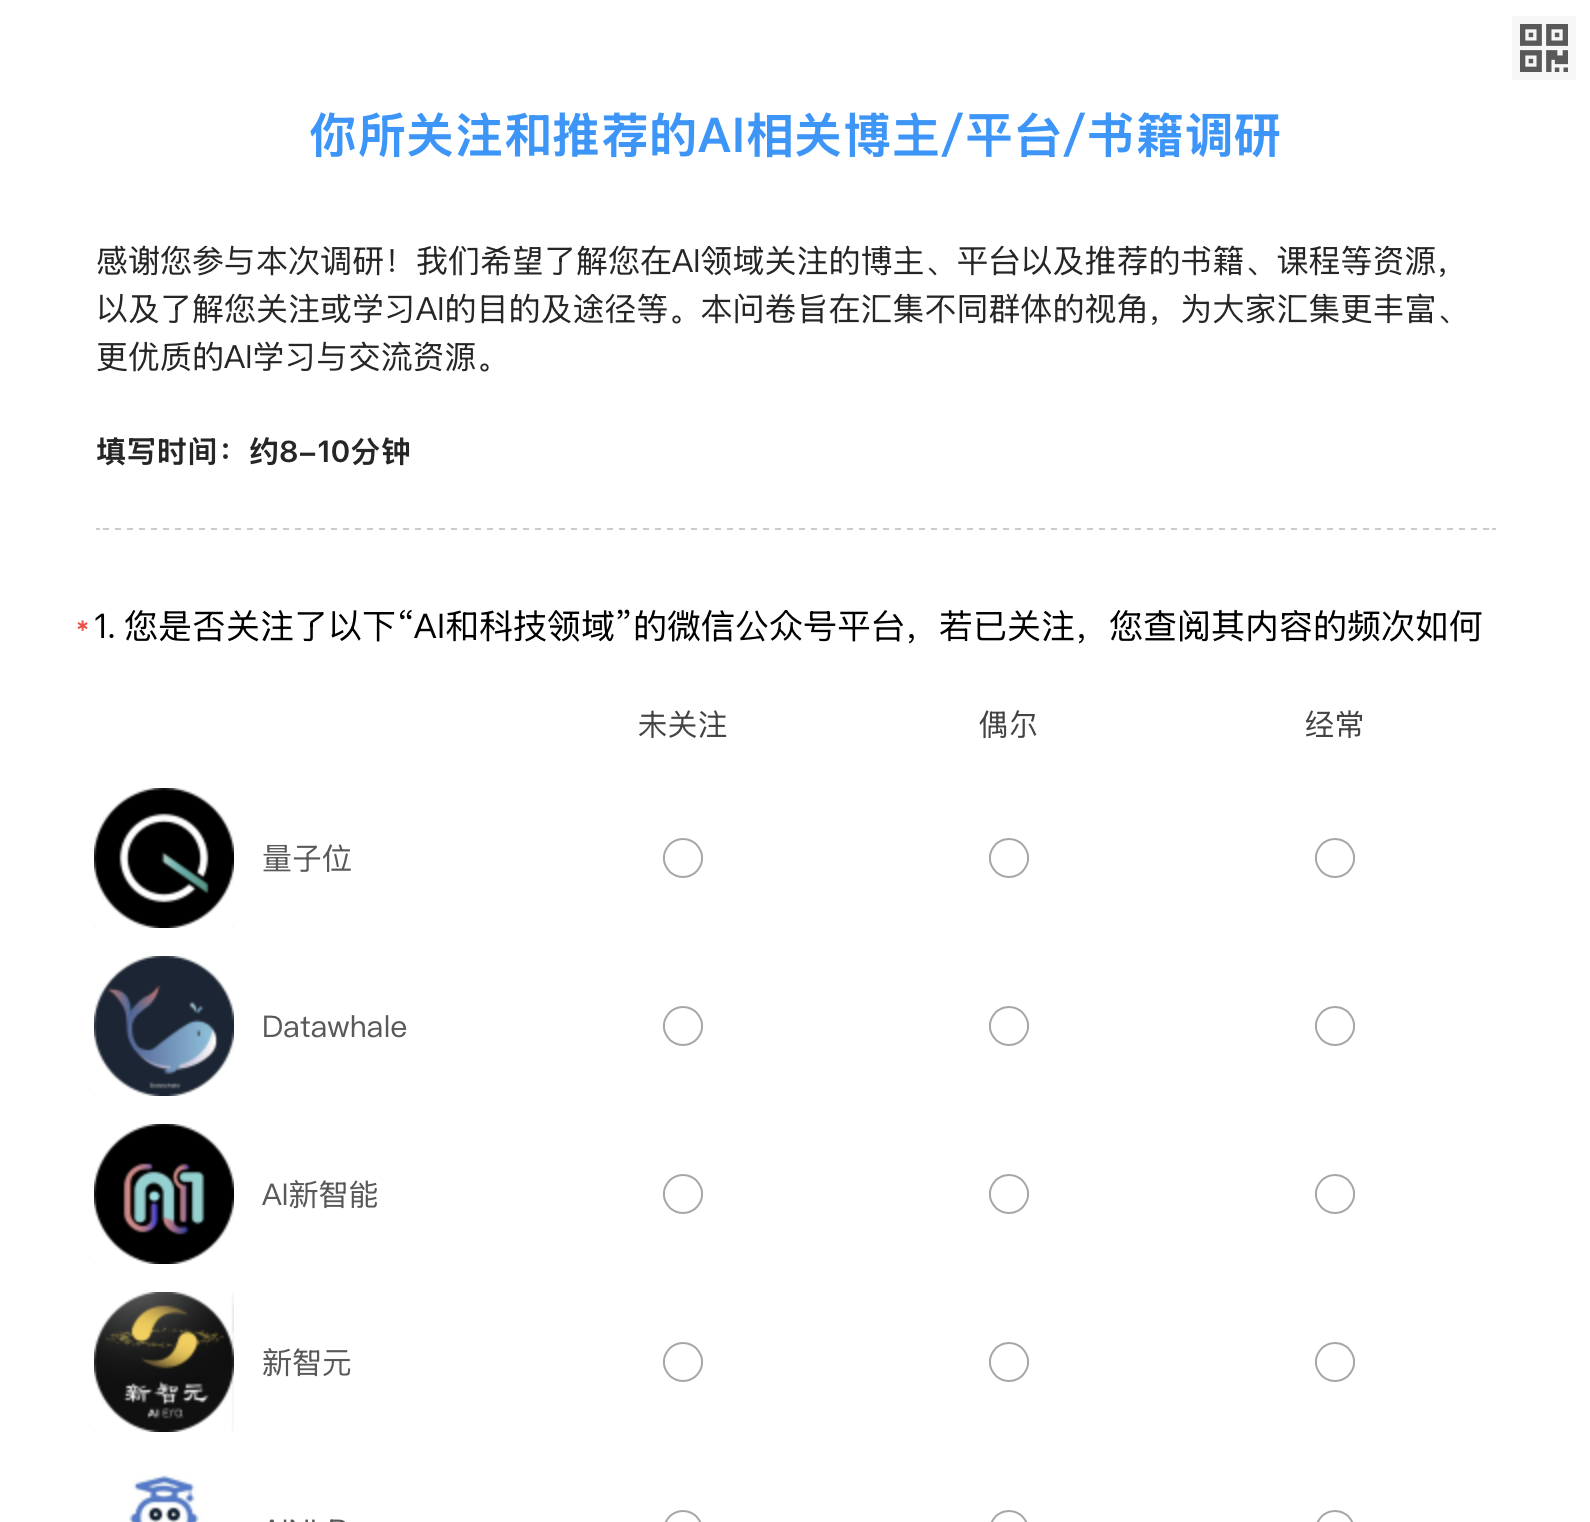 你所关注和推荐的AI相关博主/平台/书籍调研
感谢您参与本次调研！我们希望了解您在AI领域关注的博主、平台以及推荐的书籍、课程等资源，
以及了解您关注或学习AI的目的及途径等。本问卷旨在汇集不同群体的视角，为大家汇集更丰富、
更优质的AI学习与交流资源。
填写时间：约8-10分钟
*1. 您是否关注了以下“AI和科技领域”的微信公众号平台，若已关注，您查阅其内容的频次如何
未关注 偶尔 经常
量子位
Datawhale
AI新智能
新智元
新智元
AI Era